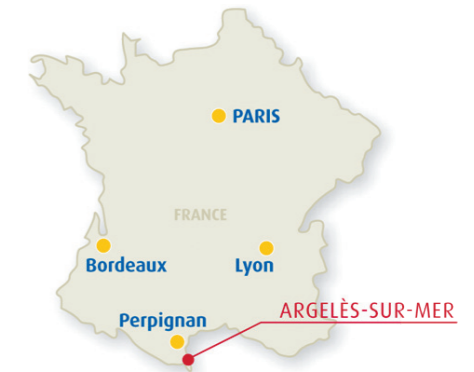 PARIS
FRANCE
Bordeaux
Lyon
Perpignan
ARGELÈS-SUR-MER